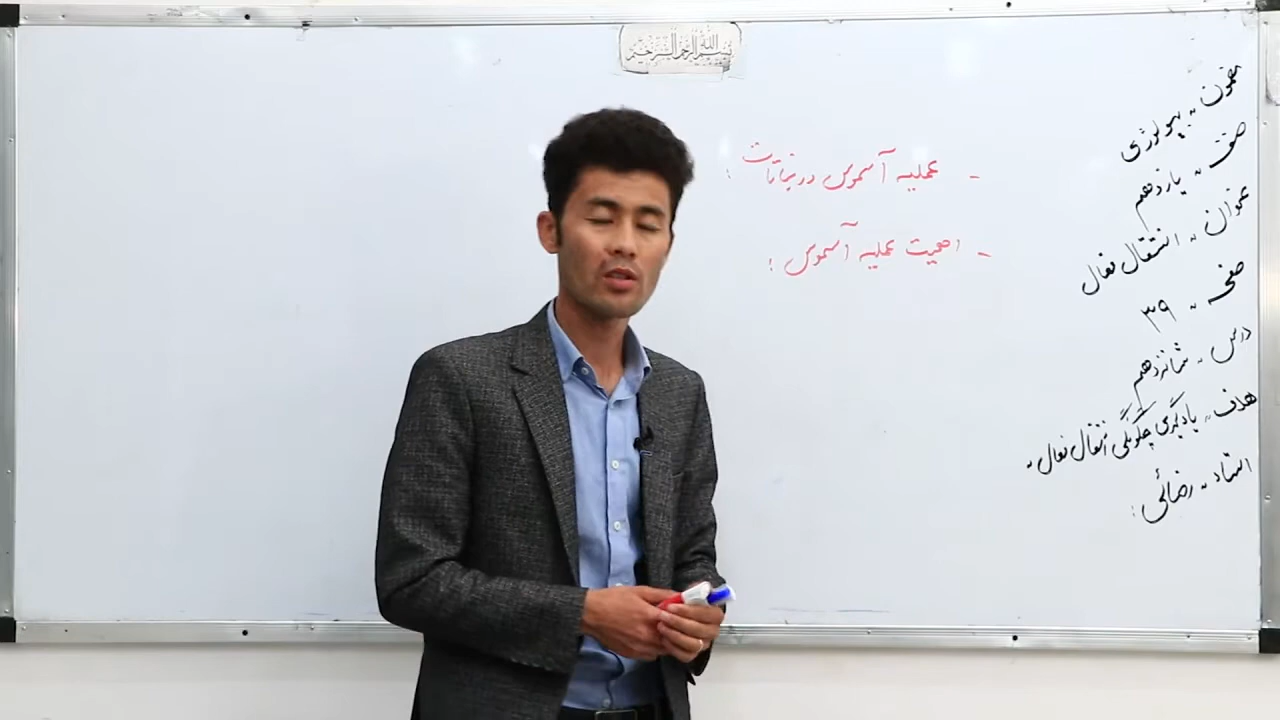 بسم الله الرحمن الرحیم
مضمون :- بیولوژی
صنف :- یازدهم
عنوان :- انتقال فعال
صفحه :- ۳۹
درس :- شانزدهم
هدف :- یادگیری چگونگی انتقال فعال .
استاد :- رضائی :
- عملیه آسموس در نباتات :
- اهمیت عملیه آسموس :